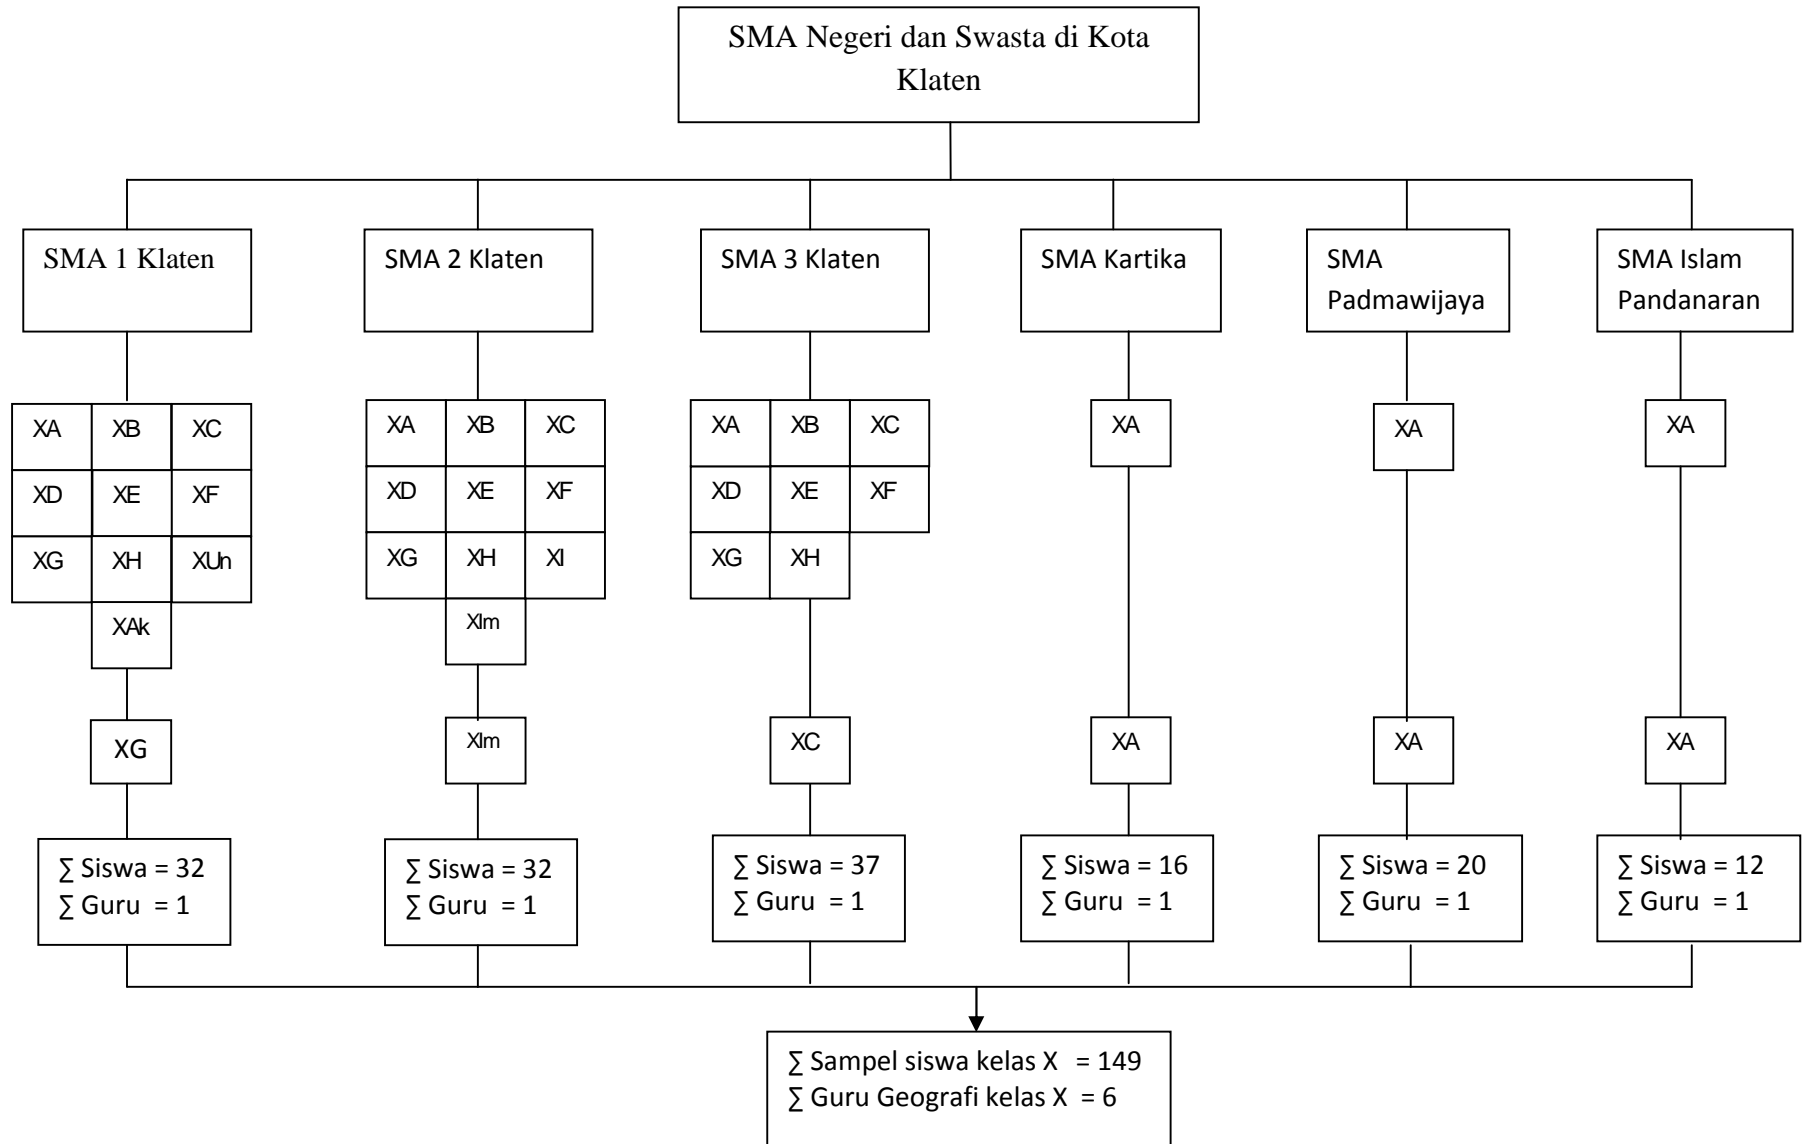 SMA Negeri dan Swasta di Kota
Klaten
SMA 1 Klaten
SMA 2 Klaten
SMA 3 Klaten
SMA Kartika
SMA
Padmawijaya
SMA Islam
Pandanaran
XA XB XC
XD XE XF
XG XH XUn
XAk
XA XB XC
XD XE XF
XG XH XI
XIm
XA XB XC
XD XE XF
XG XH
XA
XA
XA
XG
XIm
XC
XA
XA
XA
∑ Siswa = 32
∑ Guru = 1
∑ Siswa = 32
∑ Guru = 1
∑ Siswa = 37
∑ Guru = 1
∑ Siswa = 16
∑ Guru = 1
∑ Siswa = 20
∑ Guru = 1
∑ Siswa = 12
∑ Guru = 1
∑ Sampel siswa kelas X = 149
∑ Guru Geografi kelas X = 6